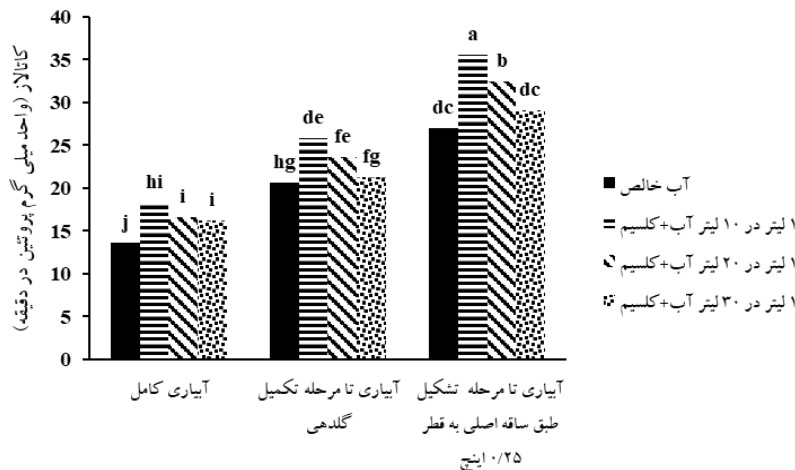 کاتالاز (واحد میلی گرم پروتئین در دقیقه)
40
35
30
25
20
15
10
5
0
j
hi
i
i
hg
de
fe
fg
dc
a
b
dc
آبیاری کامل
آبیاری تا مرحله تکمیل
گلدهی
آبیاری تا مرحله تشکیل
طبق ساقه اصلی به قطر
۰/۲۵ اینچ
آب خالص
۱ لیتر در ۱۰ لیتر آب+کلسیم
۱ لیتر در ۲۰ لیتر آب+کلسیم
۱ لیتر در ۳۰ لیتر آب+کلسیم